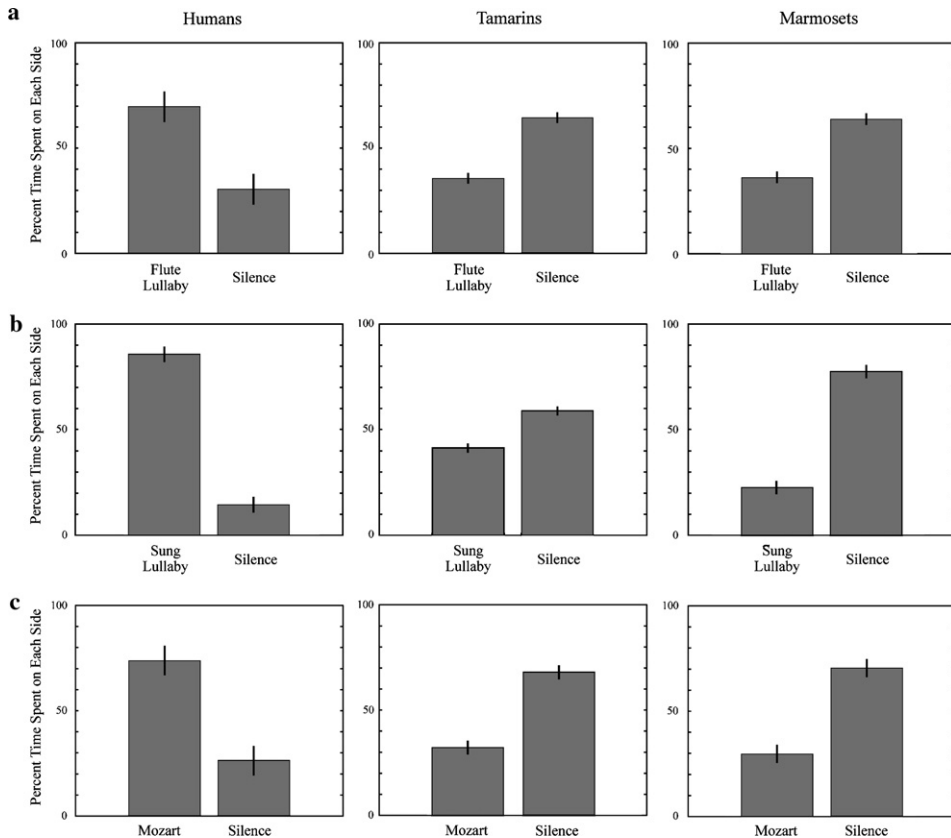 a
Humans
Tamarins
Marmosets
Percent Time Spent on Each Side
100
50
0
Flute
Lullaby
Silence
100
50
0
Flute
Lullaby
Silence
100
50
0
Flute
Lullaby
Silence
b
Percent Time Spent on Each Side
100
50
0
Sung
Lullaby
Silence
100
50
0
Sung
Lullaby
Silence
100
50
0
Sung
Lullaby
Silence
c
Percent Time Spent on Each Side
100
50
0
Mozart
Silence
100
50
0
Mozart
Silence
100
50
0
Mozart
Silence